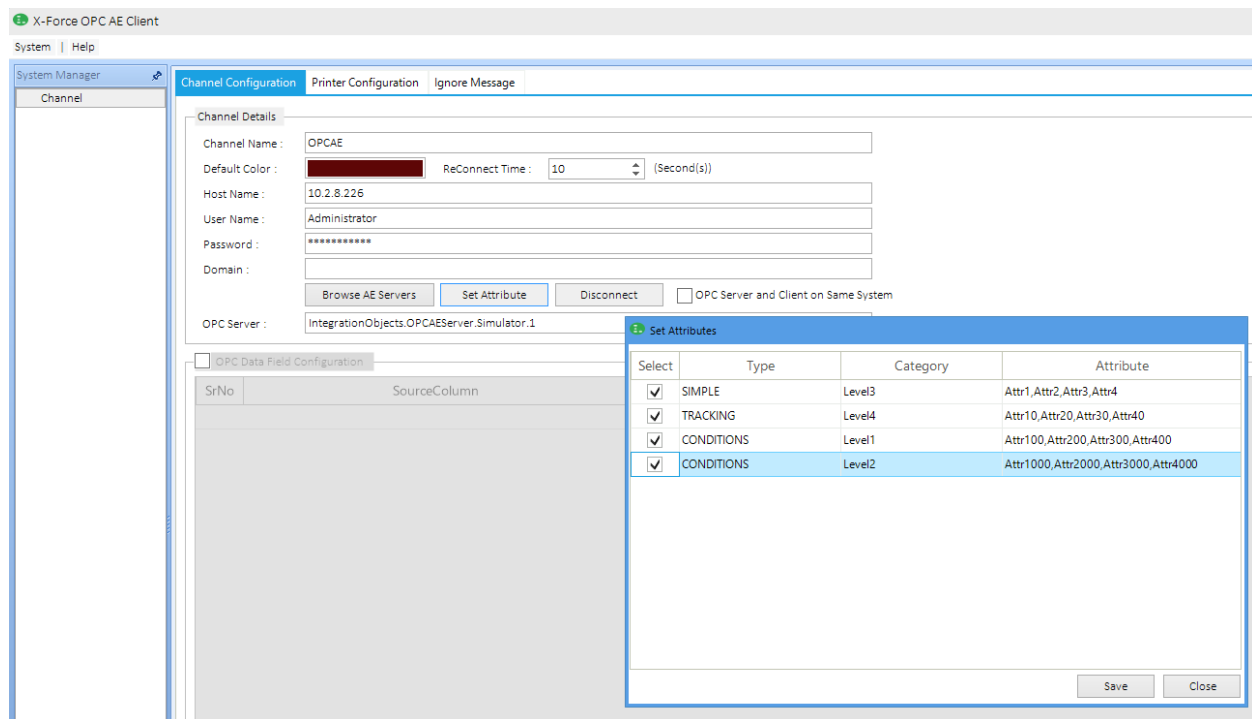 X-Force OPC AE Client
System | Help
System Manager
Channel
Channel Configuration Printer Configuration Ignore Message
Channel Details
Channel Name : OPCAE
Default Color : ReConnect Time : 10 (Second(s))
Host Name : 10.2.8.226
User Name : Administrator
Password : ***********
Domain :
Browse AE Servers Set Attribute Disconnect OPC Server and Client on Same System
OPC Server : IntegrationObjects.OPCAEServer.Simulator.1
OPC Data Field Configuration
SrNo SourceColumn
Set Attributes
Select Type Category Attribute
SIMPLE Level3 Attr1,Attr2,Attr3,Attr4
TRACKING Level4 Attr10,Attr20,Attr30,Attr40
CONDITIONS Level1 Attr100,Attr200,Attr300,Attr400
CONDITIONS Level2 Attr1000,Attr2000,Attr3000,Attr4000
Save Close